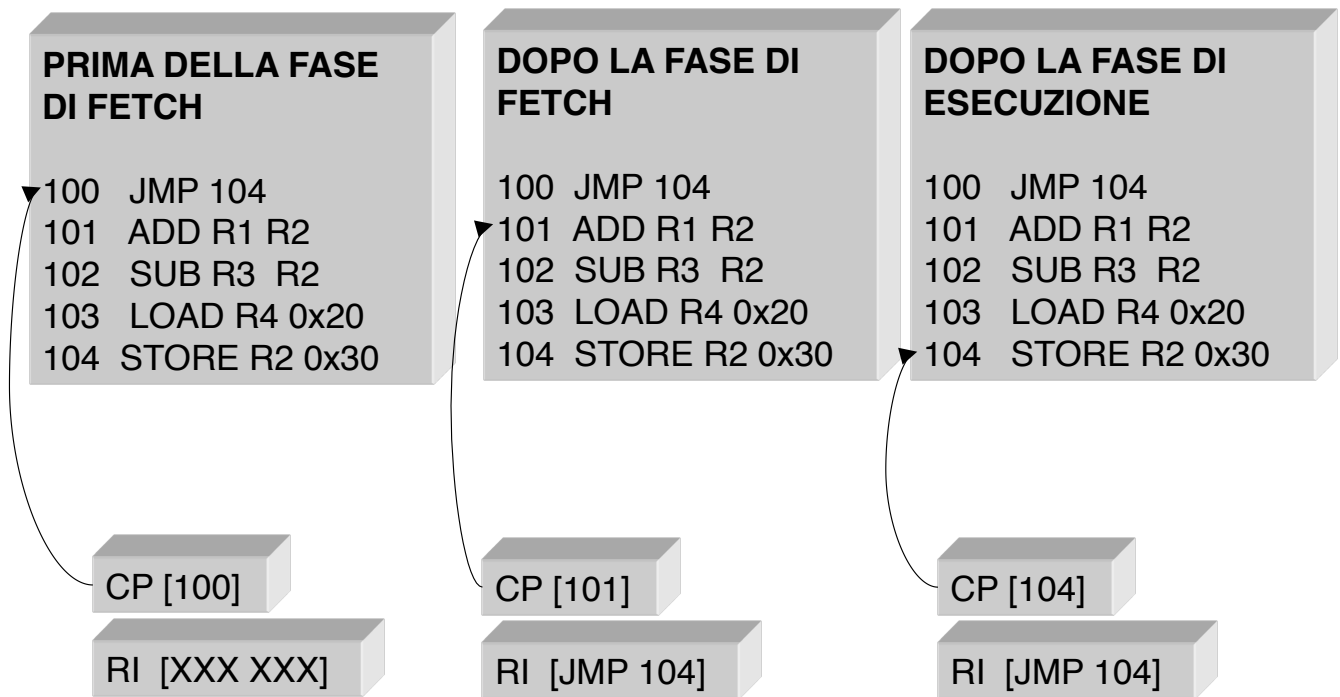 PRIMA DELLA FASE
DI FETCH
100 JMP 104
101 ADD R1 R2
102 SUB R3 R2
103 LOAD R4 0x20
104 STORE R2 0x30
CP [100]
RI [XXX XXX]
DOPO LA FASE DI
FETCH
100 JMP 104
101 ADD R1 R2
102 SUB R3 R2
103 LOAD R4 0x20
104 STORE R2 0x30
CP [101]
RI [JMP 104]
DOPO LA FASE DI
ESECUZIONE
100 JMP 104
101 ADD R1 R2
102 SUB R3 R2
103 LOAD R4 0x20
104 STORE R2 0x30
CP [104]
RI [JMP 104]